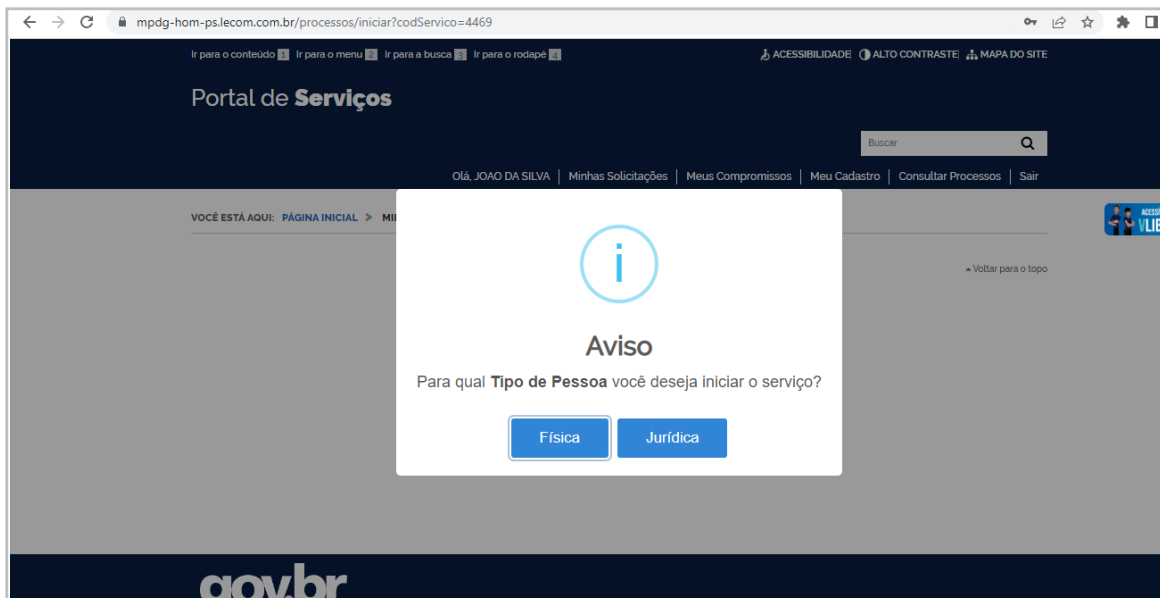 mpdg-hom-ps.lecom.com.br/processos/iniciar?codServico=4469
Ir para o conteúdo 1 Ir para o menu 2 Ir para a busca 3 Ir para o rodapé 4 ACESSIBILIDADE ALTO CONTRASTE MAPA DO SITE
Portal de Serviços
Buscar
Olá, JOAO DA SILVA | Minhas Solicitações | Meus Compromissos | Meu Cadastro | Consultar Processos | Sair
VOCÊ ESTÁ AQUI: PÁGINA INICIAL >
Voltar para o topo
i
Aviso
Para qual Tipo de Pessoa você deseja iniciar o serviço?
Física Jurídica
gov.br